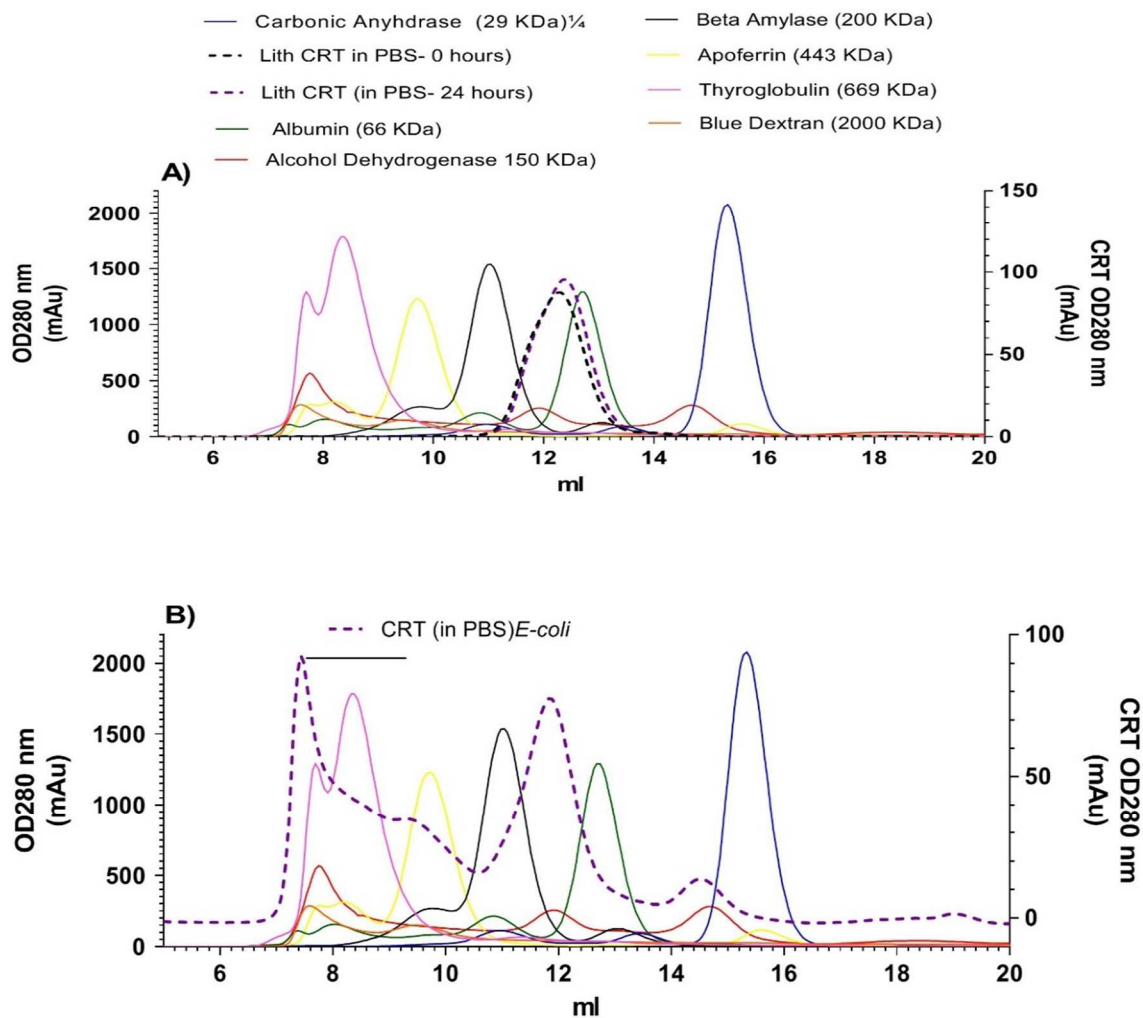 Carbonic Anyhdrase (29 KDa)¼
Lith CRT in PBS- 0 hours)
Lith CRT (in PBS- 24 hours)
Albumin (66 KDa)
Alcohol Dehydrogenase 150 KDa)
Beta Amylase (200 KDa)
Apoferrin (443 KDa)
Thyroglobulin (669 KDa)
Blue Dextran (2000 KDa)
A)
OD280 nm
(mAu)
2000
1500
1000
500
0
150
100
50
0
CRT OD280 nm
(mAu)
6 8 10 12 14 16 18 20
ml
B)
CRT (in PBS)E-coli
OD280 nm
(mAu)
2000
1500
1000
500
0
100
50
0
CRT OD280 nm
(mAu)
6 8 10 12 14 16 18 20
ml